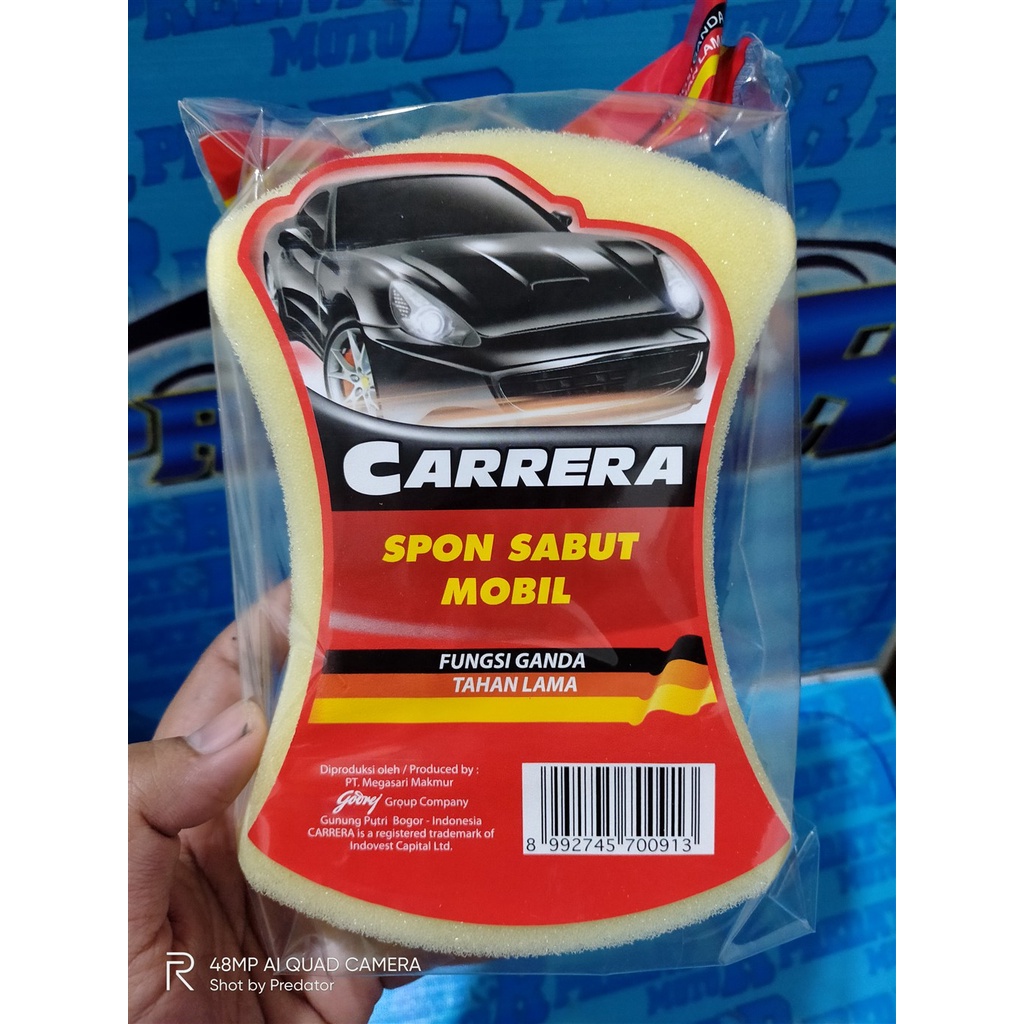 CARRERA
SPON SABUT
MOBIL
FUNGSI GANDA
TAHAN LAMA
Diproduksi oleh / Produced by :
PT. Megasari Makmur
Godrej Group Company
Gunung Putri Bogor - Indonesia
CARRERA is a registered trademark of
Indovest Capital Ltd.
8 992745 700913
R 48MP AI QUAD CAMERA
Shot by Predator